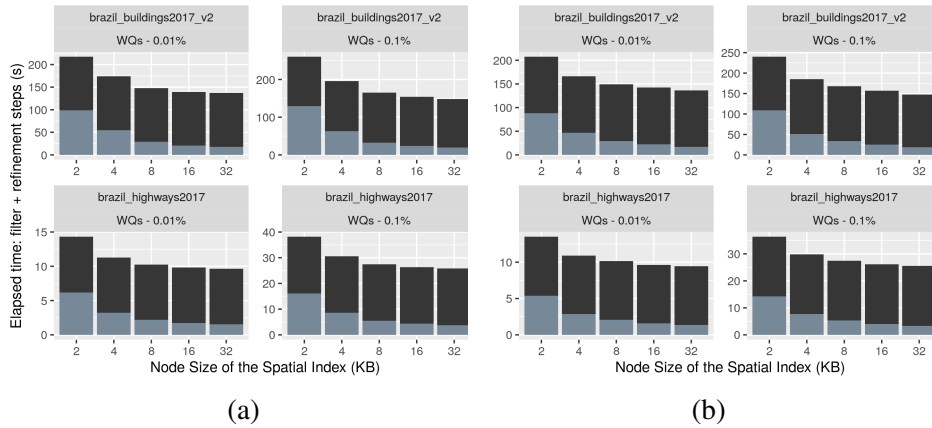 brazil_buildings2017_v2
WQs - 0.01%
200
150
100
50
0
2 4 8 16 32
brazil_buildings2017_v2
WQs - 0.1%
200
100
0
2 4 8 16 32
brazil_highways2017
WQs - 0.01%
15
10
5
0
2 4 8 16 32
brazil_highways2017
WQs - 0.1%
40
30
20
10
0
2 4 8 16 32
Elapsed time: filter + refinement steps (s)
Node Size of the Spatial Index (KB)
(a)
brazil_buildings2017_v2
WQs - 0.01%
200
150
100
50
0
2 4 8 16 32
brazil_buildings2017_v2
WQs - 0.1%
250
200
150
100
50
0
2 4 8 16 32
brazil_highways2017
WQs - 0.01%
10
5
0
2 4 8 16 32
brazil_highways2017
WQs - 0.1%
30
20
10
0
2 4 8 16 32
Node Size of the Spatial Index (KB)
(b)